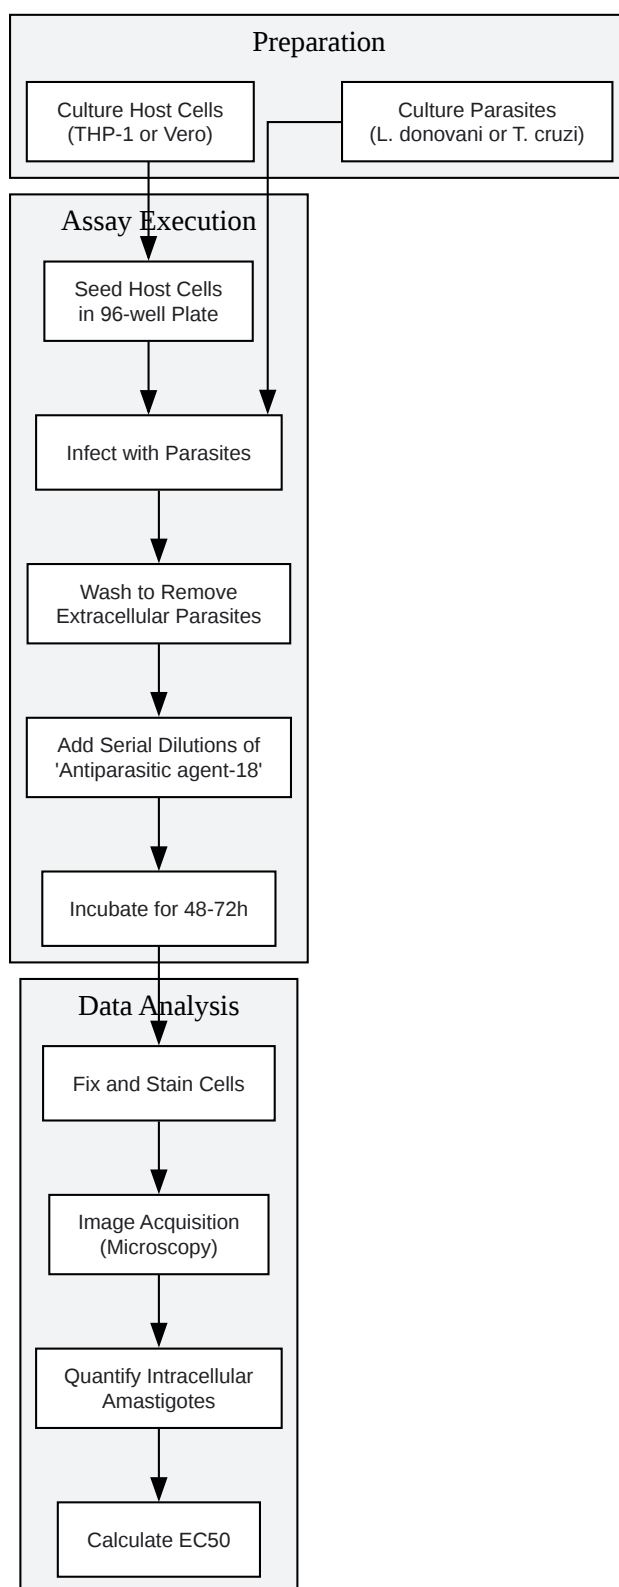 Preparation
Culture Host Cells
(THP-1 or Vero)
Culture Parasites
(L. donovani or T. cruzi)
Assay Execution
Seed Host Cells
in 96-well Plate
Infect with Parasites
Wash to Remove
Extracellular Parasites
Add Serial Dilutions of
'Antiparasitic agent-18'
Incubate for 48-72h
Data Analysis
Fix and Stain Cells
Image Acquisition
(Microscopy)
Quantify Intracellular
Amastigotes
Calculate EC50